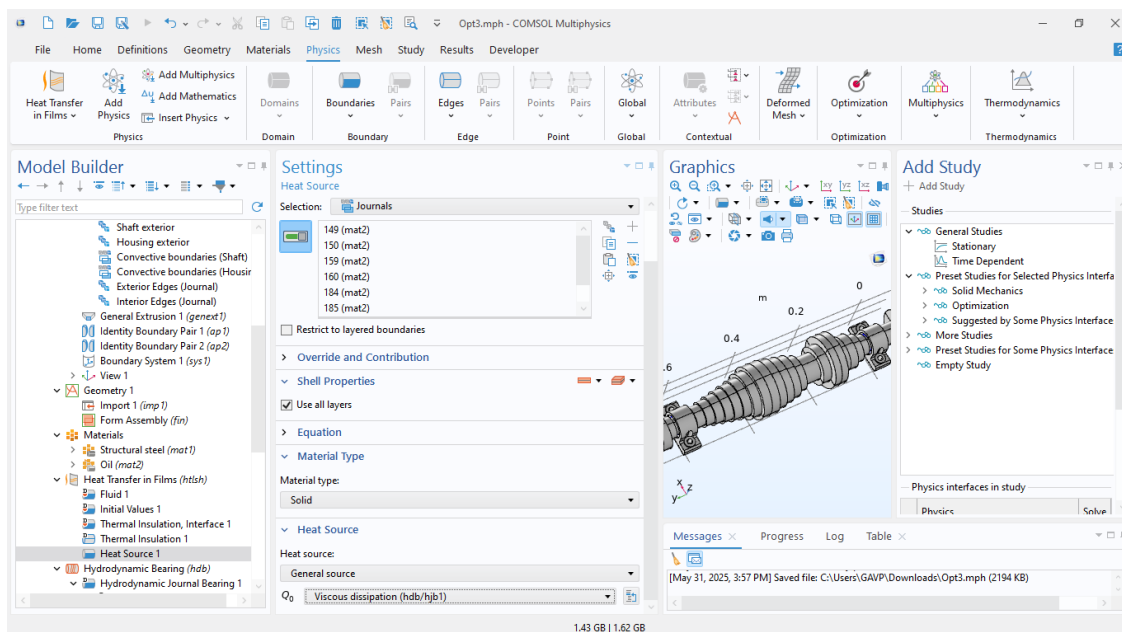 Opt3.mph - COMSOL Multiphysics
File Home Definitions Geometry Materials Physics Mesh Study Results Developer
Heat Transfer in Films
Add Physics
Add Multiphysics
Add Mathematics
Insert Physics
Physics
Domains
Domain
Boundaries
Pairs
Boundary
Edges
Pairs
Edge
Points
Pairs
Point
Global
Global
Attributes
Contextual
Deformed Mesh
Optimization
Optimization
Multiphysics
Thermodynamics
Thermodynamics
Model Builder
Type filter text
Shaft exterior
Housing exterior
Convective boundaries (Shaft)
Convective boundaries (Housin
Exterior Edges (Journal)
Interior Edges (Journal)
General Extrusion 1 (genext1)
Identity Boundary Pair 1 (ap1)
Identity Boundary Pair 2 (ap2)
Boundary System 1 (sys1)
View 1
Geometry 1
Import 1 (imp1)
Form Assembly (fin)
Materials
Structural steel (mat1)
Oil (mat2)
Heat Transfer in Films (htlsh)
Fluid 1
Initial Values 1
Thermal Insulation, Interface 1
Thermal Insulation 1
Heat Source 1
Hydrodynamic Bearing (hdb)
Hydrodynamic Journal Bearing 1
Settings
Heat Source
Selection: Journals
149 (mat2)
150 (mat2)
159 (mat2)
160 (mat2)
184 (mat2)
185 (mat2)
Restrict to layered boundaries
Override and Contribution
Shell Properties
Use all layers
Equation
Material Type
Material type:
Solid
Heat Source
Heat source:
General source
Q0 Viscous dissipation (hdb/hjb1)
Graphics
xy yz xz
0
m
0.2
0.4
.6
x z
y
Messages Progress Log Table
[May 31, 2025, 3:57 PM] Saved file: C:\Users\GAVP\Downloads\Opt3.mph (2194 KB)
Add Study
+ Add Study
Studies
General Studies
Stationary
Time Dependent
Preset Studies for Selected Physics Interfa
Solid Mechanics
Optimization
Suggested by Some Physics Interface
More Studies
Preset Studies for Some Physics Interface
Empty Study
Physics interfaces in study
Physics Solve
1.43 GB | 1.62 GB